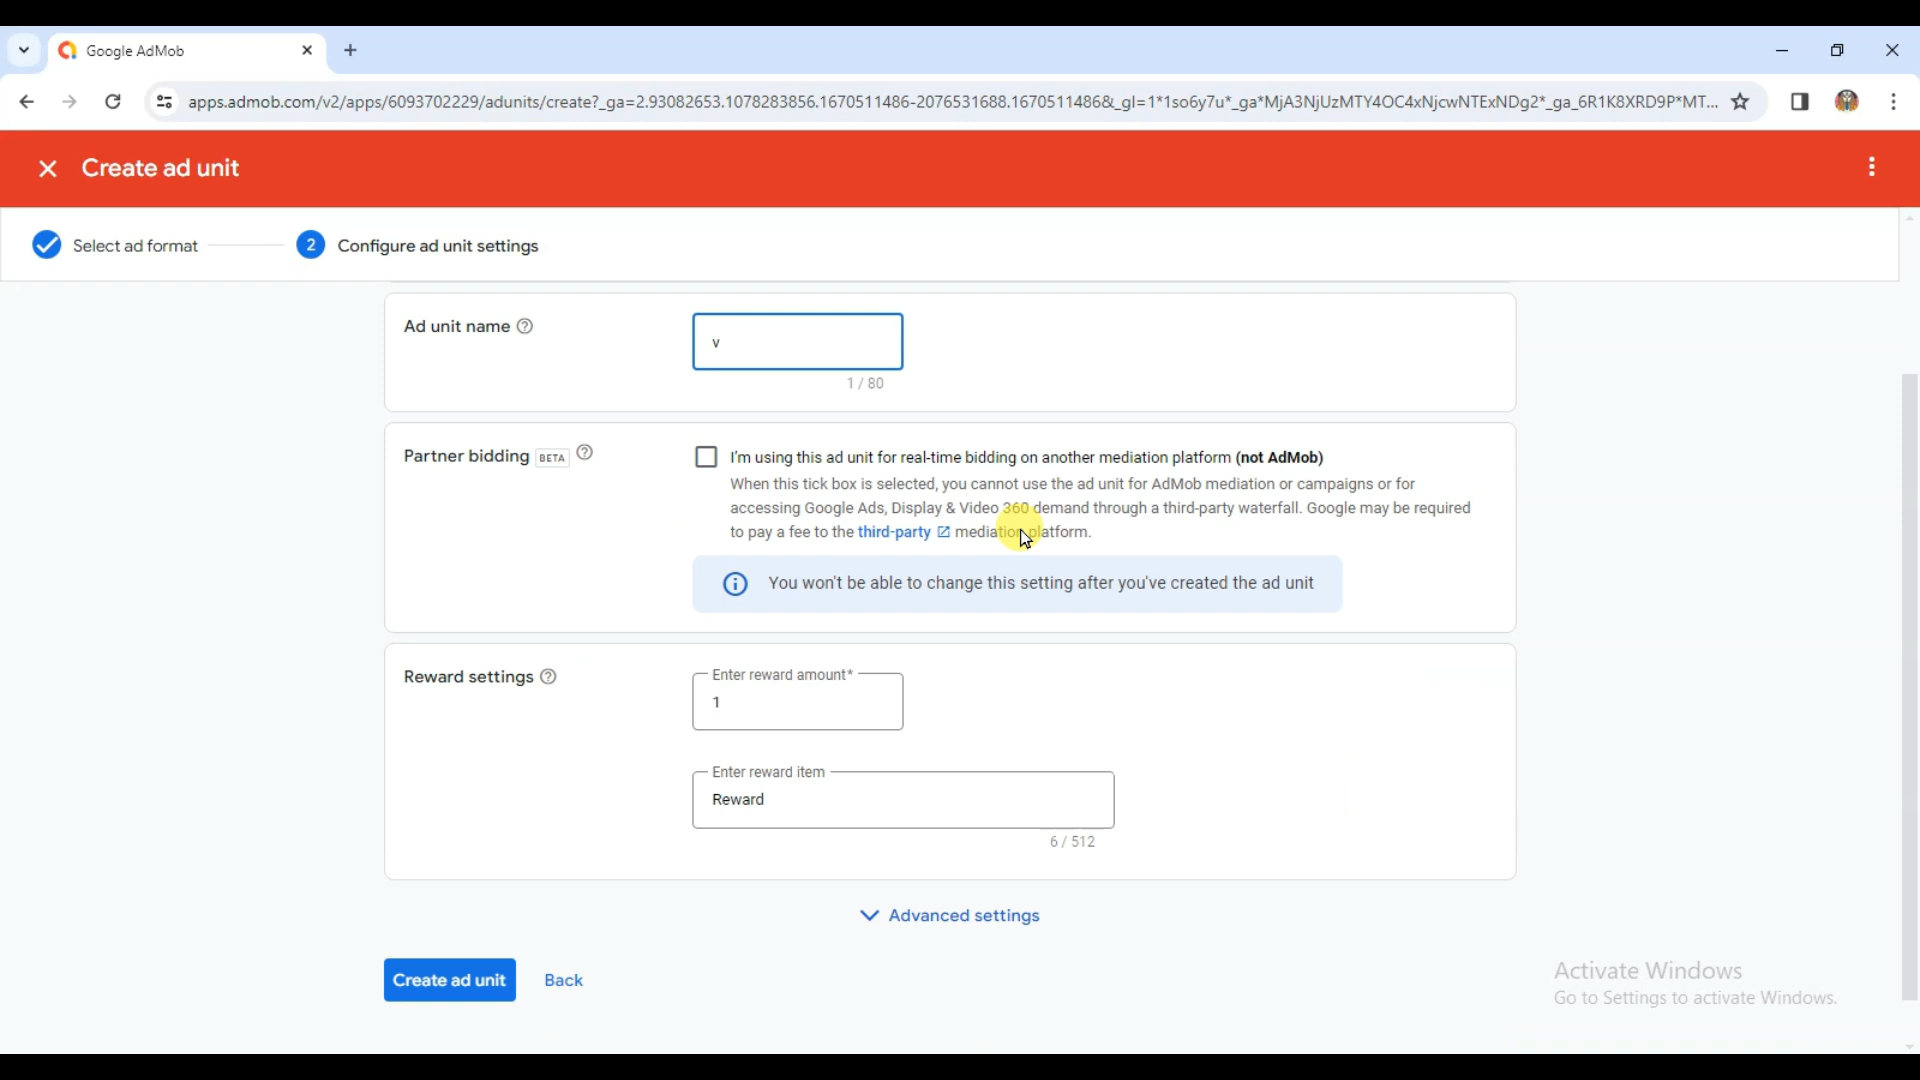 Google AdMob
apps.admob.com/v2/apps/6093702229/adunits/create?_ga=2.93082653.1078283856.1670511486-2076531688.1670511486&_gl=1*1so6y7u*_ga*MjA3NjUzMTY4OC4xNjcwNTExNDg2*_ga_6R1K8XRD9P*MT...
Create ad unit
Select ad format
2 Configure ad unit settings
Ad unit name
v
1 / 80
Partner bidding BETA
I'm using this ad unit for real-time bidding on another mediation platform (not AdMob)
When this tick box is selected, you cannot use the ad unit for AdMob mediation or campaigns or for
accessing Google Ads, Display & Video 360 demand through a third-party waterfall. Google may be required
to pay a fee to the third-party mediation platform.
You won't be able to change this setting after you've created the ad unit
Reward settings
Enter reward amount*
1
Enter reward item
Reward
6 / 512
Advanced settings
Create ad unit
Back
Activate Windows
Go to Settings to activate Windows.